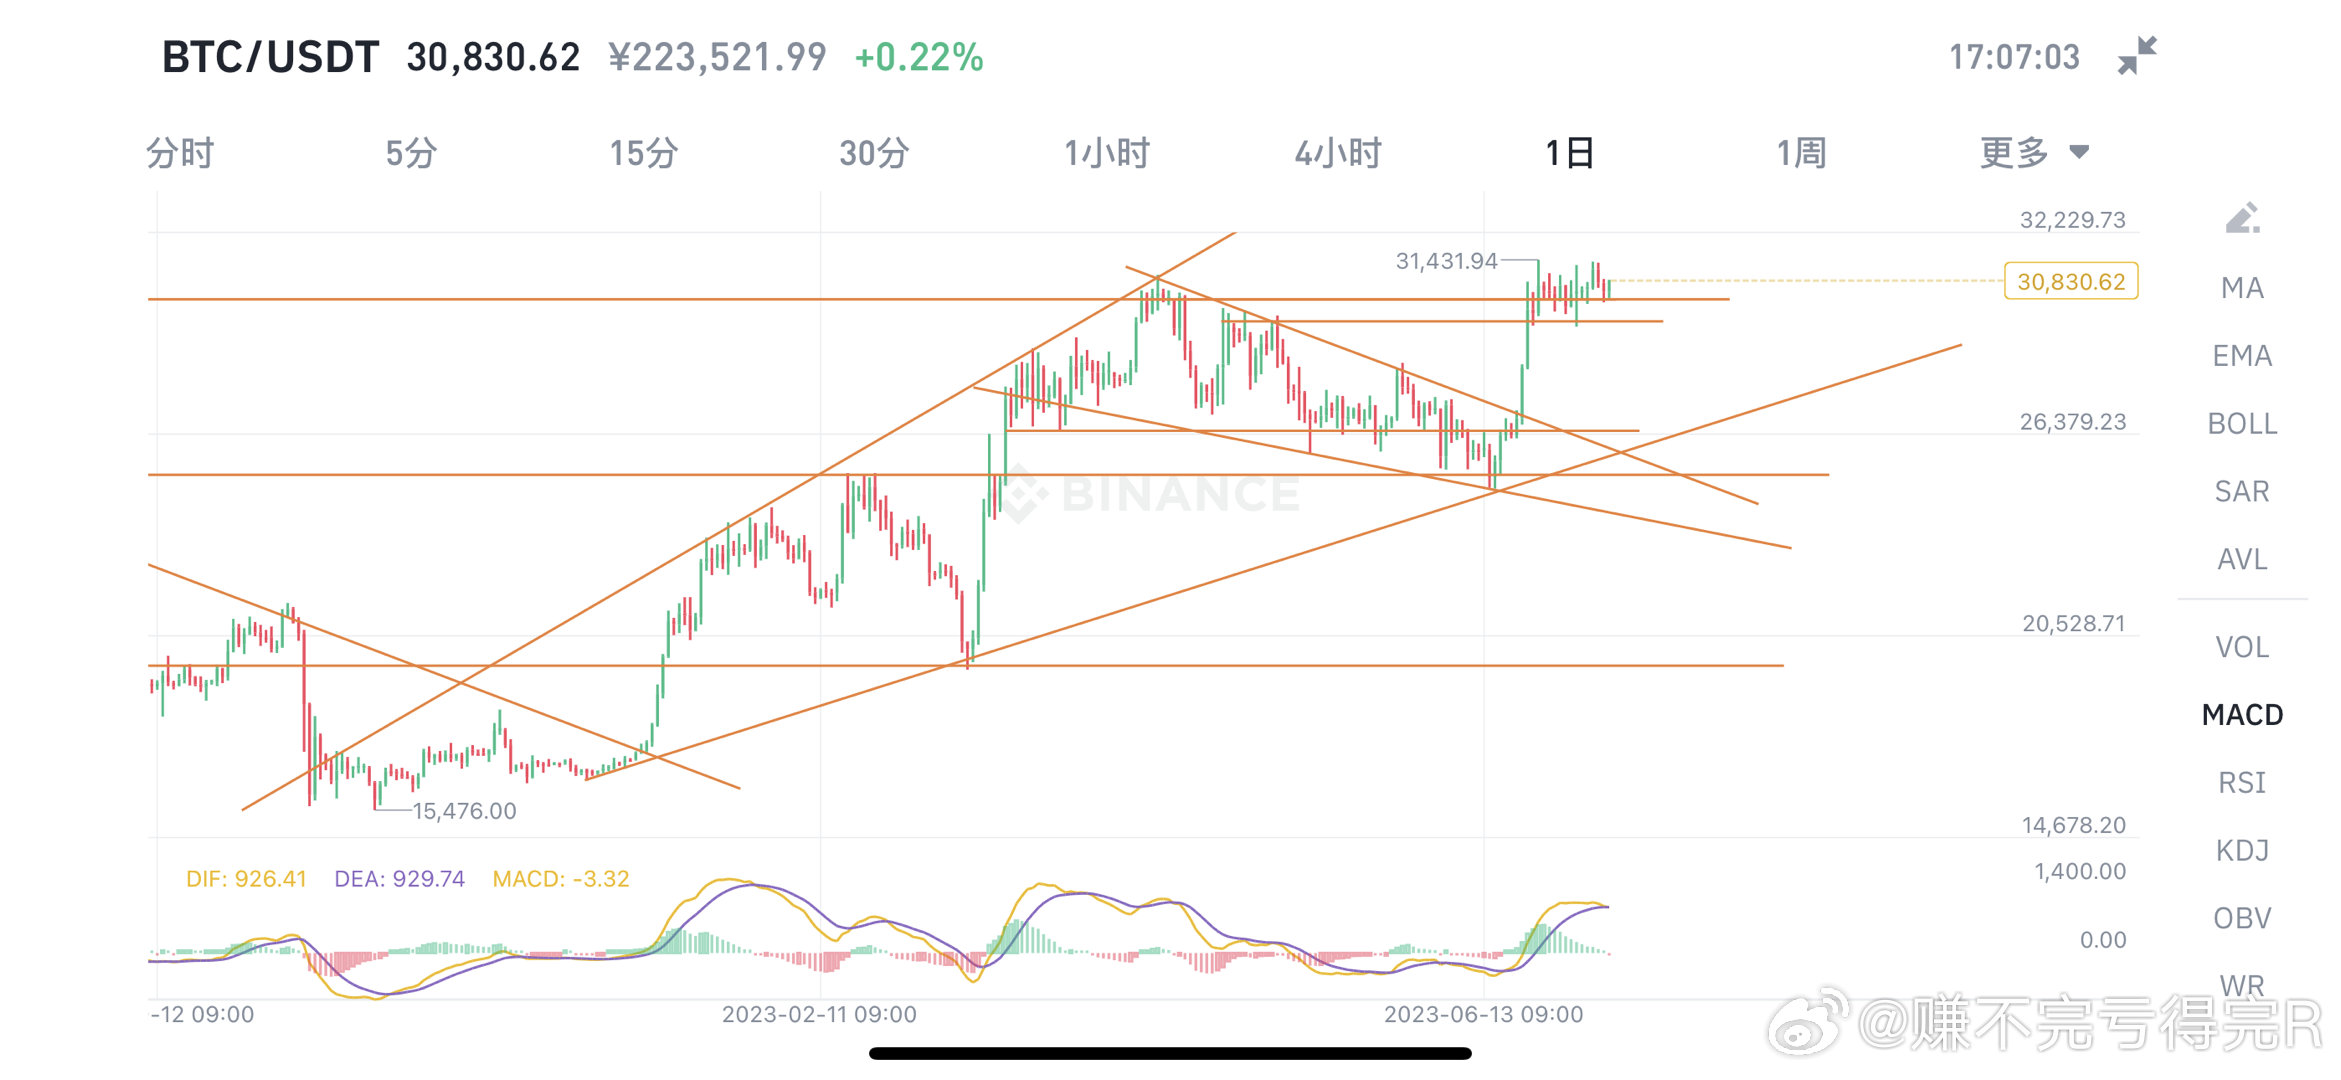 BTC/USDT 30,830.62 ¥223,521.99 +0.22% 17:07:03
分时 5分 15分 30分 1小时 4小时 1日 1周 更多
32,229.73
31,431.94
30,830.62
26,379.23
BINANCE
20,528.71
15,476.00
14,678.20
DIF: 926.41 DEA: 929.74 MACD: -3.32
1,400.00
0.00
-12 09:00 2023-02-11 09:00 2023-06-13 09:00
MA
EMA
BOLL
SAR
AVL
VOL
MACD
RSI
KDJ
OBV
WR
@赚不完亏得完R